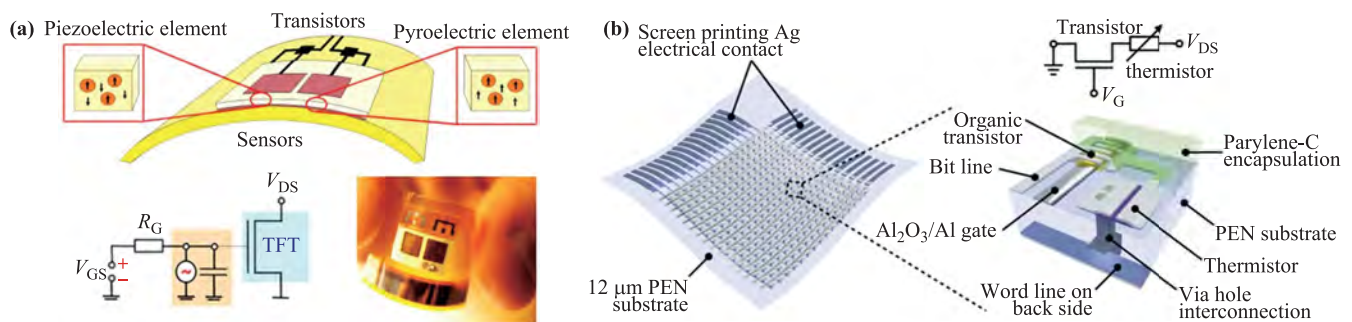 (a)
Piezoelectric element
Transistors
Pyroelectric element
Sensors
V_DS
R_G
TFT
V_GS
+
−
(b)
Screen printing Ag
electrical contact
12 μm PEN
substrate
Transistor
V_DS
thermistor
V_G
Organic
transistor
Bit line
Al₂O₃/Al gate
Word line on
back side
Parylene-C
encapsulation
PEN substrate
Thermistor
Via hole
interconnection